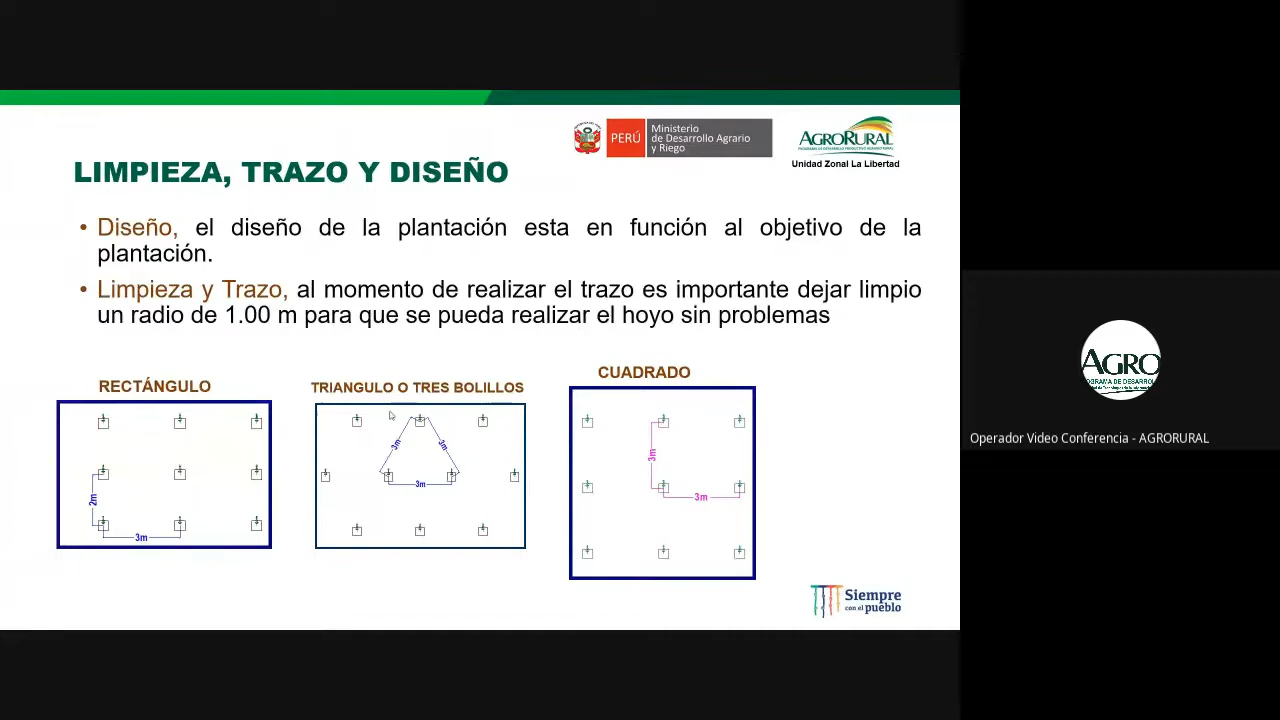 PERÚ
Ministerio
de Desarrollo Agrario
y Riego
AGRORURAL
Unidad Zonal La Libertad
LIMPIEZA, TRAZO Y DISEÑO
• Diseño, el diseño de la plantación esta en función al objetivo de la
plantación.
• Limpieza y Trazo, al momento de realizar el trazo es importante dejar limpio
un radio de 1.00 m para que se pueda realizar el hoyo sin problemas
RECTÁNGULO
2m
3m
TRIANGULO O TRES BOLILLOS
3m
3m
3m
CUADRADO
3m
3m
Siempre
con el pueblo
AGRO
Operador Video Conferencia - AGRORURAL